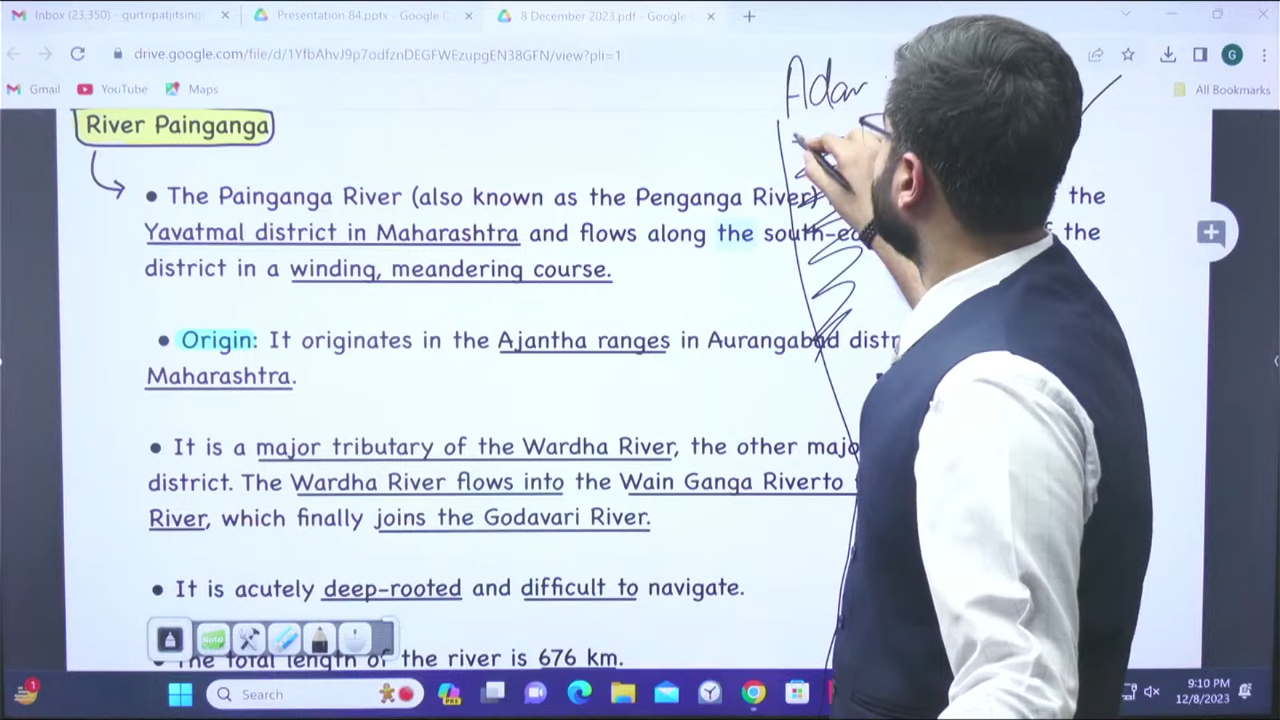 Inbox (23,350) - gurtripatjitsing
Presentation 84.pptx - Google D
8 December 2023.pdf - Google
drive.google.com/file/d/1YfbAhvJ9p7odfznDEGFWEzupgEN38GFN/view?pli=1
G
Gmail
YouTube
Maps
All Bookmarks
Adar
River Painganga
• The Painganga River (also known as the Penganga River) the
Yavatmal district in Maharashtra and flows along the south-ea the
district in a winding, meandering course.
• Origin: It originates in the Ajantha ranges in Aurangabad distr
Maharashtra.
• It is a major tributary of the Wardha River, the other majo
district. The Wardha River flows into the Wain Ganga Riverto
River, which finally joins the Godavari River.
• It is acutely deep-rooted and difficult to navigate.
• The total length of the river is 676 km.
note
1
Search
PRE
9:10 PM
12/8/2023